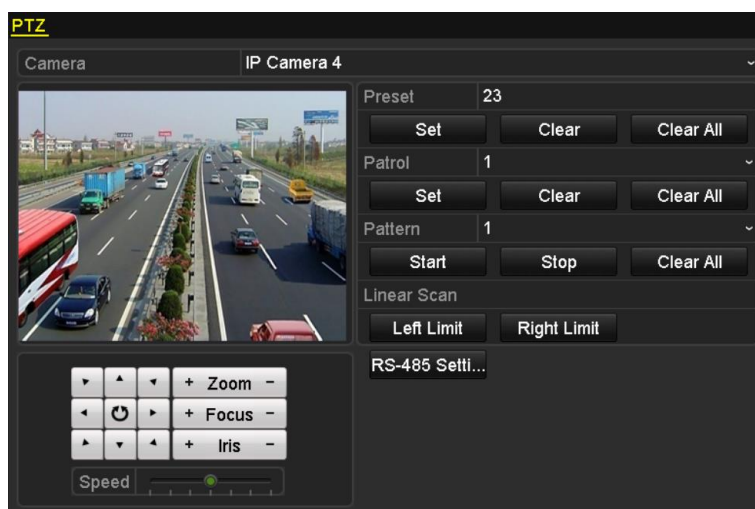 PTZ
Camera IP Camera 4
Preset 23
Set Clear Clear All
Patrol 1
Set Clear Clear All
Pattern 1
Start Stop Clear All
Linear Scan
Left Limit Right Limit
RS-485 Setti...
+ Zoom -
+ Focus -
+ Iris -
Speed